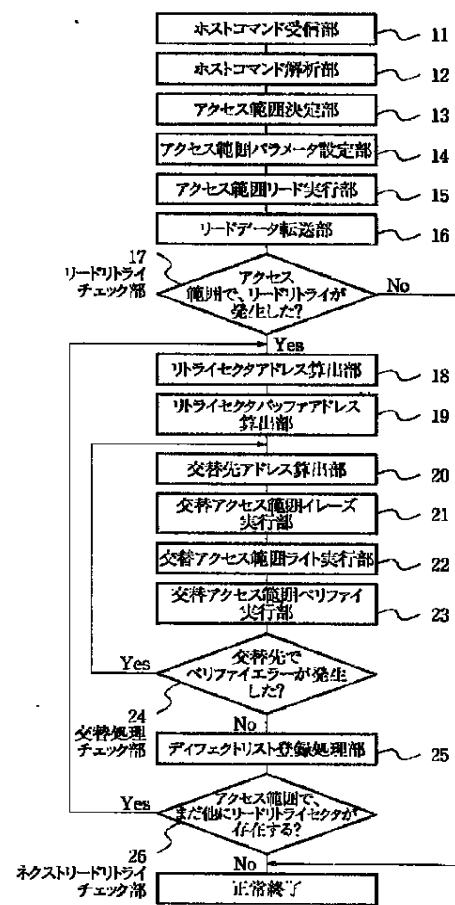 ホストコマンド受信部
11
ホストコマンド解析部
12
アクセス範囲決定部
13
アクセス範囲パラメータ設定部
14
アクセス範囲リード実行部
15
リードデータ転送部
16
17
リードリトライ
チェック部
アクセス
範囲で、リードリトライが
発生した?
No
Yes
リトライセクタアドレス算出部
18
リトライセクタバッファアドレス
算出部
19
交替先アドレス算出部
20
交替アクセス範囲イレーズ
実行部
21
交替アクセス範囲ライト実行部
22
交替アクセス範囲ベリファイ
実行部
23
Yes
交替先で
ベリファイエラーが発生
した?
24
交替処理
チェック部
No
ディフェクトリスト登録処理部
25
Yes
アクセス範囲で、
まだ他にリードリトライセクタが
存在する?
26
ネクストリードリトライ
チェック部
No
正常終了